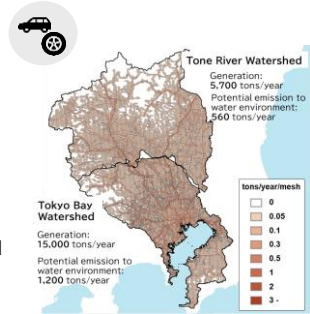 Tone River Watershed
Generation:
5,700 tons/year
Potential emission to
water environment:
560 tons/year
Tokyo Bay
Watershed
Generation:
15,000 tons/year
Potential emission to
water environment:
1,200 tons/year
tons/year/mesh
0
0.05
0.1
0.3
0.5
1
2
3 -